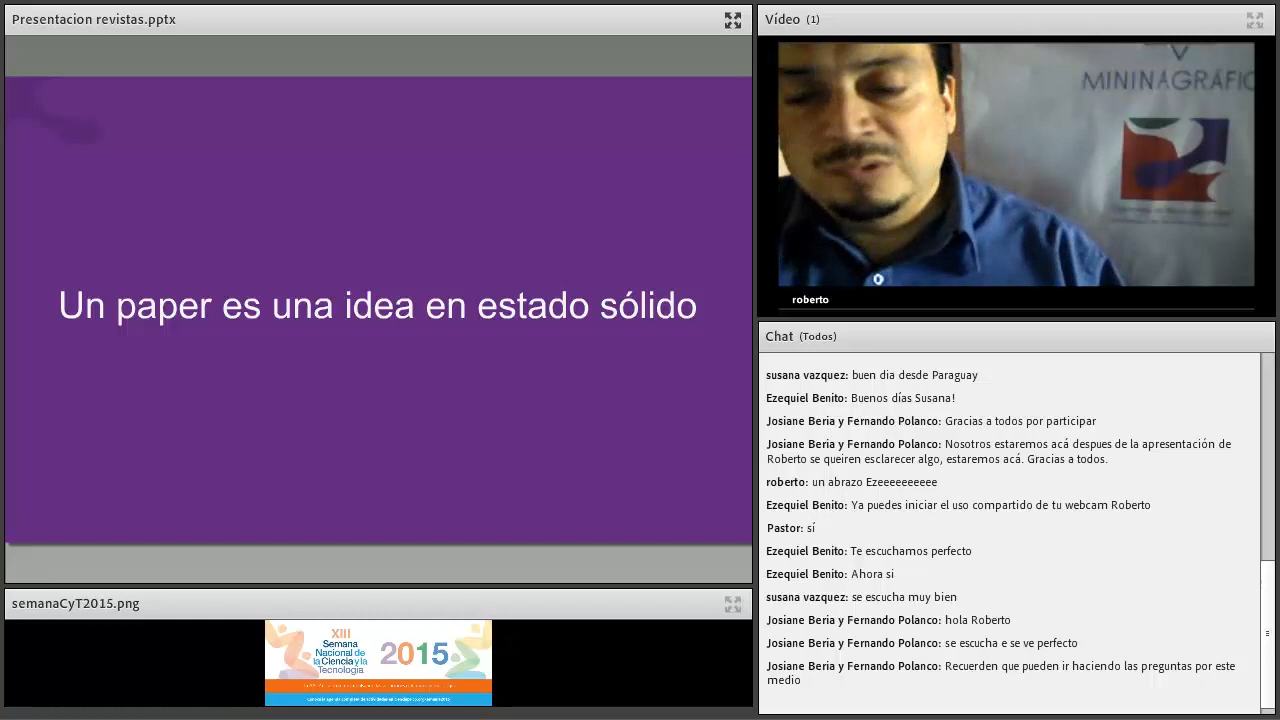 Presentacion revistas.pptx
Un paper es una idea en estado sólido
semanaCyT2015.png
XIII
Semana
Nacional de
la Ciencia y la
Tecnología
2015
Vídeo (1)
MININAGRÁFIC
roberto
Chat (Todos)
susana vazquez: buen dia desde Paraguay
Ezequiel Benito: Buenos días Susana!
Josiane Beria y Fernando Polanco: Gracias a todos por participar
Josiane Beria y Fernando Polanco: Nosotros estaremos acá despues de la apresentación de
Roberto se queiren esclarecer algo, estaremos acá. Gracias a todos.
roberto: un abrazo Ezeeeeeeeeee
Ezequiel Benito: Ya puedes iniciar el uso compartido de tu webcam Roberto
Pastor: sí
Ezequiel Benito: Te escuchamos perfecto
Ezequiel Benito: Ahora si
susana vazquez: se escucha muy bien
Josiane Beria y Fernando Polanco: hola Roberto
Josiane Beria y Fernando Polanco: se escucha e se ve perfecto
Josiane Beria y Fernando Polanco: Recuerden que pueden ir haciendo las preguntas por este
medio